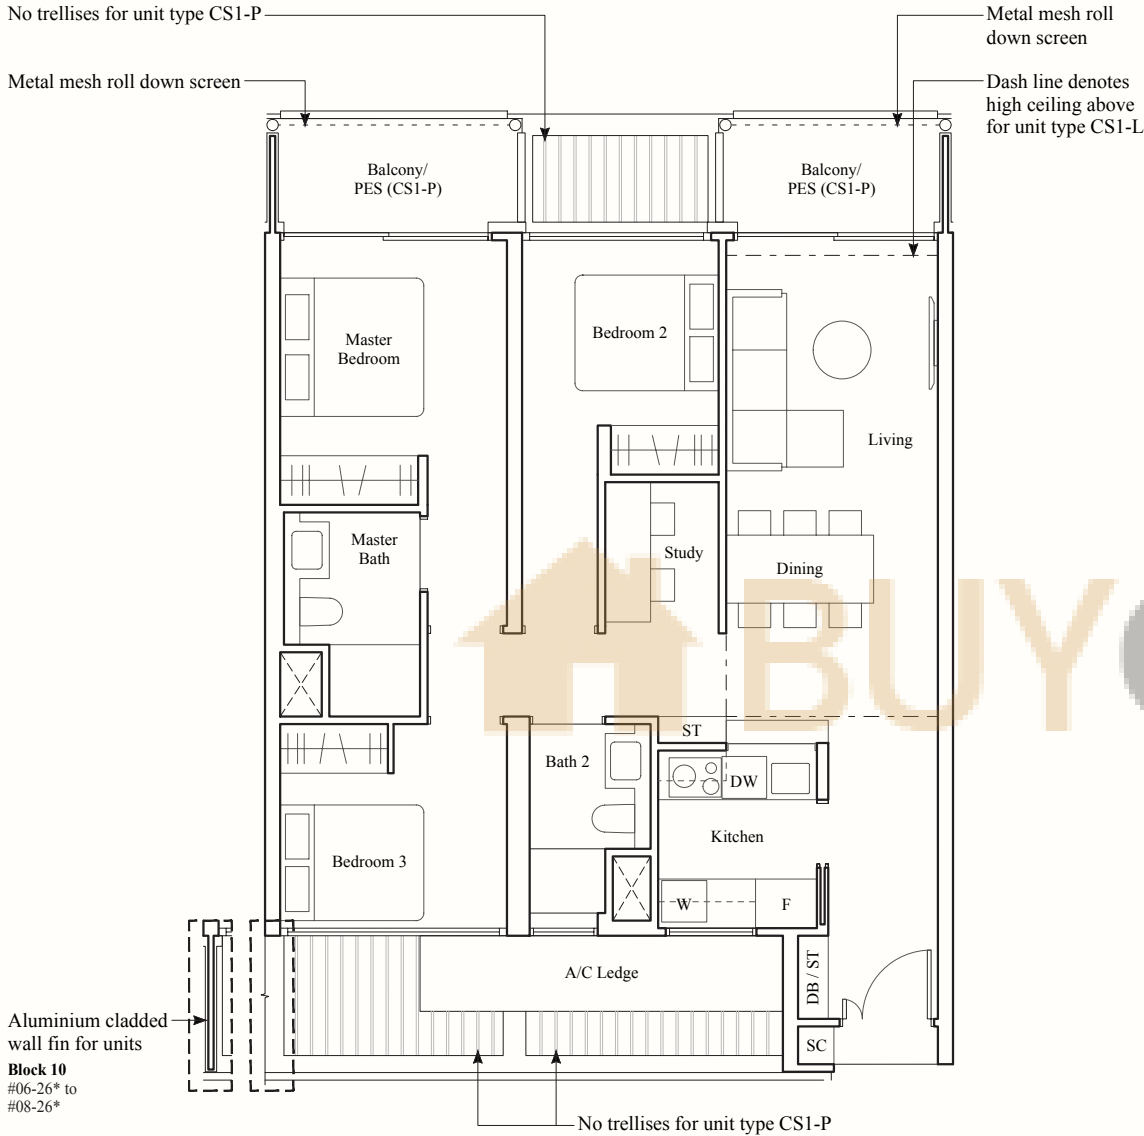 No trellises for unit type CS1-P
Metal mesh roll
down screen
Metal mesh roll down screen
Dash line denotes
high ceiling above
for unit type CS1-L
Balcony/
PES (CS1-P)
Balcony/
PES (CS1-P)
Master
Bedroom
Bedroom 2
Living
Master
Bath
Study
Dining
BUY
ST
Bath 2
DW
Kitchen
Bedroom 3
W
F
A/C Ledge
DB / ST
SC
Aluminium cladded
wall fin for units
Block 10
#06-26* to
#08-26*
No trellises for unit type CS1-P